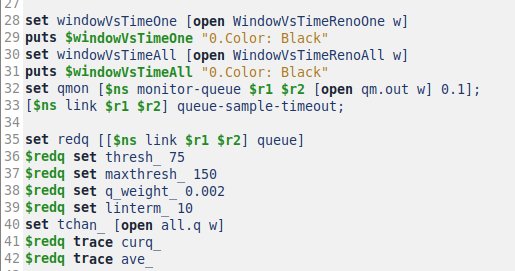 27
28 set windowVsTimeOne [open WindowVsTimeRenoOne w]
29 puts $windowVsTimeOne "0.Color: Black"
30 set windowVsTimeAll [open WindowVsTimeRenoAll w]
31 puts $windowVsTimeAll "0.Color: Black"
32 set qmon [$ns monitor-queue $r1 $r2 [open qm.out w] 0.1];
33 [$ns link $r1 $r2] queue-sample-timeout;
34
35 set redq [[$ns link $r1 $r2] queue]
36 $redq set thresh_ 75
37 $redq set maxthresh_ 150
38 $redq set q_weight_ 0.002
39 $redq set linterm_ 10
40 set tchan_ [open all.q w]
41 $redq trace curq_
42 $redq trace ave_